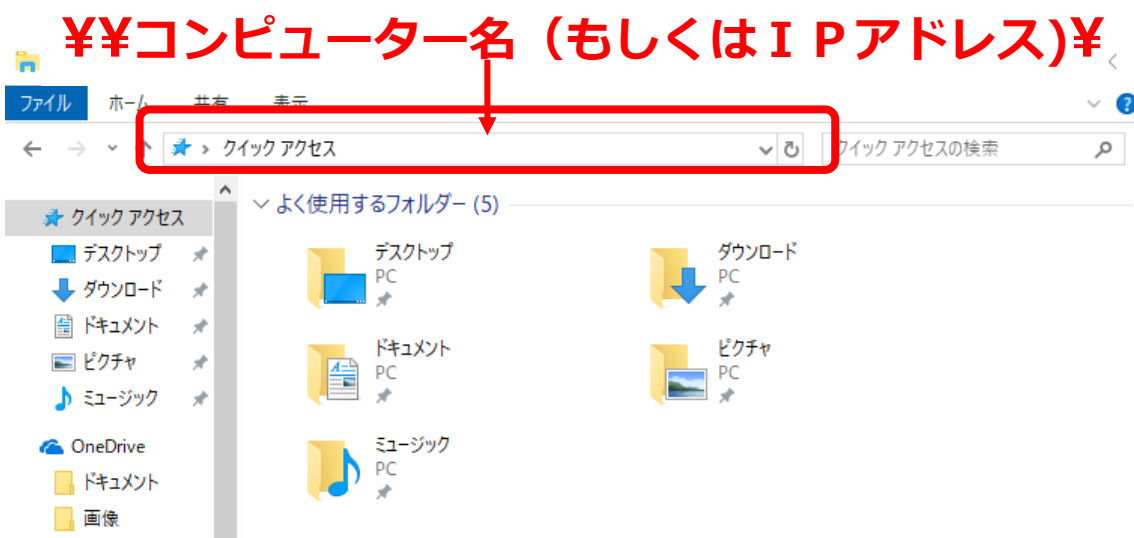 ¥¥コンピューター名（もしくはＩＰアドレス)¥
ファイル ホーム 共有 表示
クイック アクセス クイック アクセスの検索
よく使用するフォルダー (5)
クイック アクセス
デスクトップ
ダウンロード
ドキュメント
ピクチャ
ミュージック
OneDrive
ドキュメント
画像
デスクトップ
PC
ダウンロード
PC
ドキュメント
PC
ピクチャ
PC
ミュージック
PC